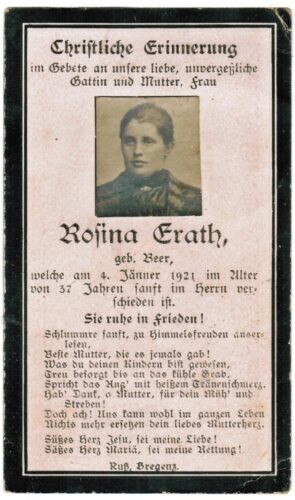 Christliche Erinnerung
im Gebete an unsere liebe, unvergeßliche
Gattin und Mutter, Frau
Rosina Erath,
geb. Beer,
welche am 4. Jänner 1921 im Alter
von 37 Jahren sanft im Herrn ver-
schieden ist.
Sie ruhe in Frieden!
Schlummre sanft, zu Himmelsfreuden auser-
lesen,
Beste Mutter, die es jemals gab!
Was du deinen Kindern bist gewesen,
Treu besorgt bis an das kühle Grab,
Spricht das Aug' mit heißem Tränenschmerz.
Hab' Dank, o Mutter, für dein Müh' und
Streben!
Doch ach! Uns kann wohl im ganzen Leben
Nichts mehr ersetzen dein liebes Mutterherz.
Süßes Herz Jesu, sei meine Liebe!
Süßes Herz Mariä, sei meine Rettung!
Ruß, Bregenz.